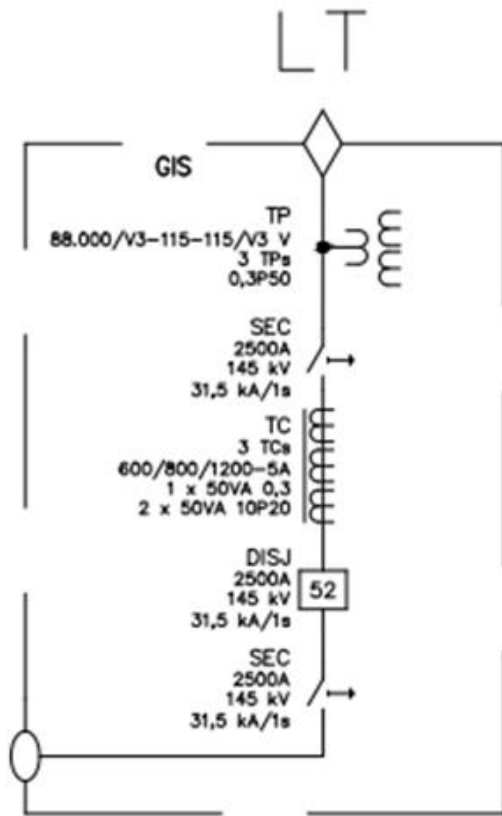 LT
GIS
TP
88.000/V3-115-115/V3 V
3 TPs
0,3P50
SEC
2500A
145 kV
31,5 kA/1s
TC
3 TCs
600/800/1200-5A
1 x 50VA 0,3
2 x 50VA 10P20
DISJ
2500A
145 kV
31,5 kA/1s
52
SEC
2500A
145 kV
31,5 kA/1s